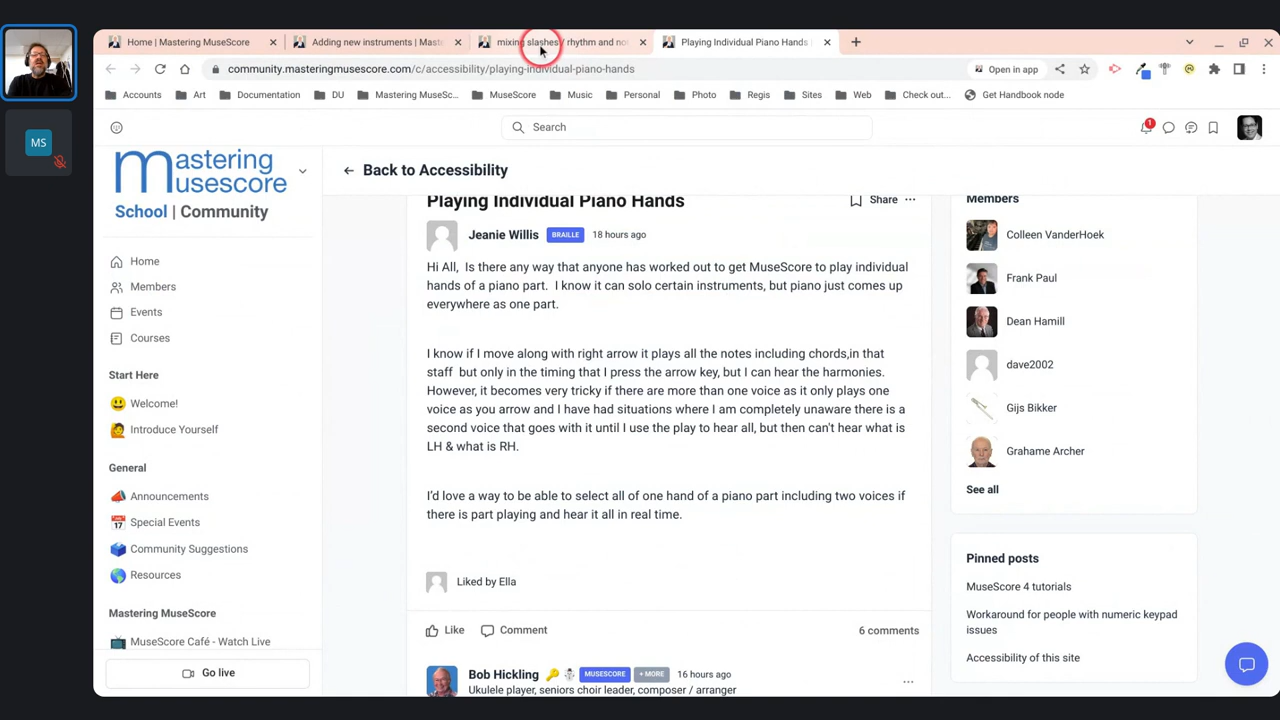 Home | Mastering MuseScore
Adding new instruments | Maste
mixing slashes / rhythm and no
Playing Individual Piano Hands
community.masteringmusescore.com/c/accessibility/playing-individual-piano-hands
Open in app
Accounts
Art
Documentation
DU
Mastering MuseSc...
MuseScore
Music
Personal
Photo
Regis
Sites
Web
Check out...
Get Handbook node
MS
Search
1
Mastering
Musescore
School | Community
Back to Accessibility
Home
Members
Events
Courses
Start Here
Welcome!
Introduce Yourself
General
Announcements
Special Events
Community Suggestions
Resources
Mastering MuseScore
MuseScore Café - Watch Live
Go live
Playing Individual Piano Hands
Share
Jeanie Willis BRAILLE 18 hours ago
Hi All, Is there any way that anyone has worked out to get MuseScore to play individual
hands of a piano part. I know it can solo certain instruments, but piano just comes up
everywhere as one part.
I know if I move along with right arrow it plays all the notes including chords,in that
staff but only in the timing that I press the arrow key, but I can hear the harmonies.
However, it becomes very tricky if there are more than one voice as it only plays one
voice as you arrow and I have had situations where I am completely unaware there is a
second voice that goes with it until I use the play to hear all, but then can't hear what is
LH & what is RH.
I'd love a way to be able to select all of one hand of a piano part including two voices if
there is part playing and hear it all in real time.
Liked by Ella
Like
Comment
6 comments
Bob Hickling MUSESCORE + MORE 16 hours ago
Ukulele player, seniors choir leader, composer / arranger
Members
Colleen VanderHoek
Frank Paul
Dean Hamill
dave2002
Gijs Bikker
Grahame Archer
See all
Pinned posts
MuseScore 4 tutorials
Workaround for people with numeric keypad
issues
Accessibility of this site